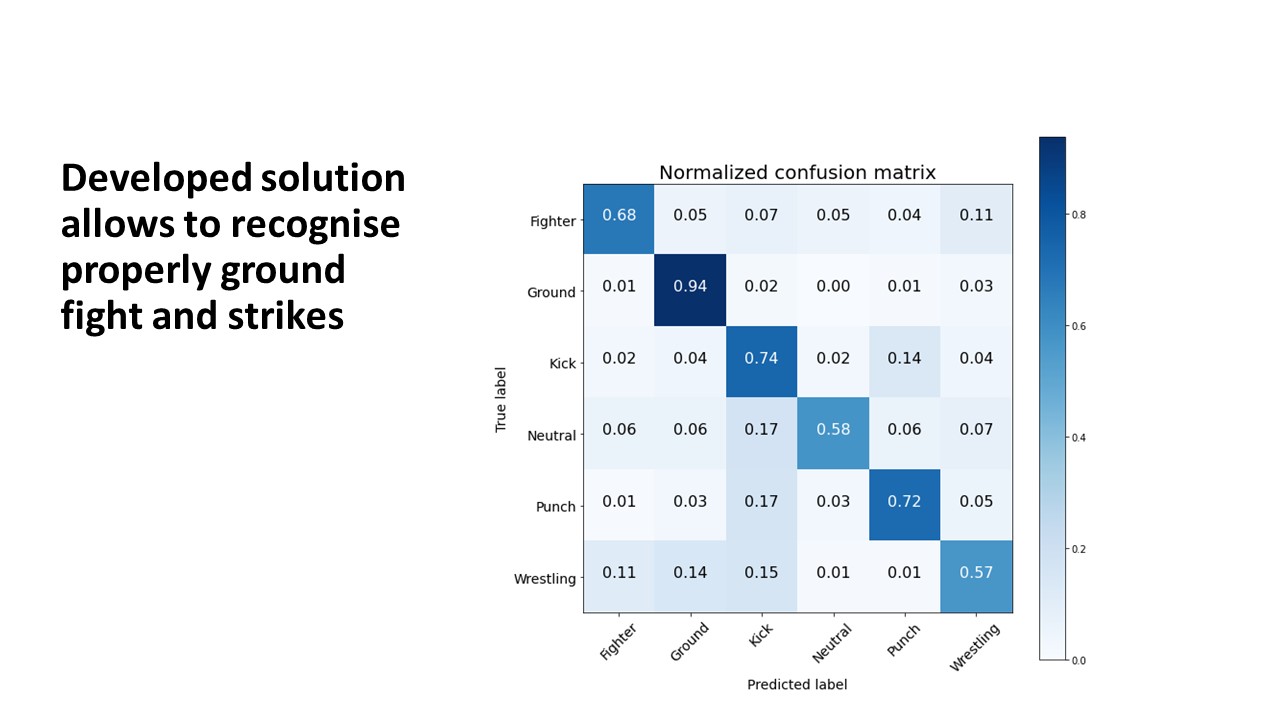 Developed solution
allows to recognise
properly ground
fight and strikes
Normalized confusion matrix
True label
Fighter 0.68 0.05 0.07 0.05 0.04 0.11
Ground 0.01 0.94 0.02 0.00 0.01 0.03
Kick 0.02 0.04 0.74 0.02 0.14 0.04
Neutral 0.06 0.06 0.17 0.58 0.06 0.07
Punch 0.01 0.03 0.17 0.03 0.72 0.05
Wrestling 0.11 0.14 0.15 0.01 0.01 0.57
Fighter Ground Kick Neutral Punch Wrestling
Predicted label
0.8
0.6
0.4
0.2
0.0